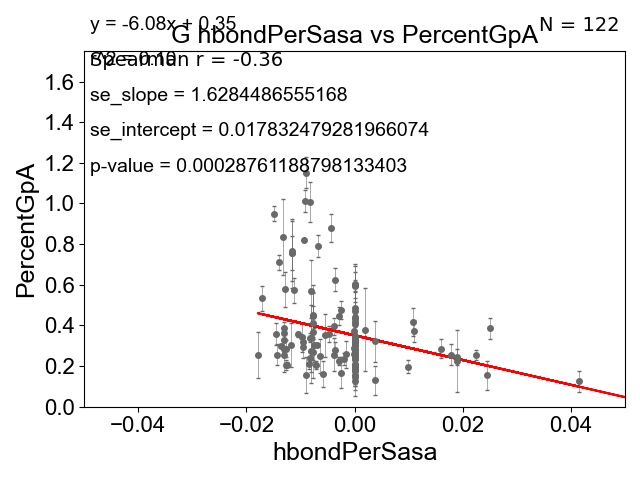 y = -6.08x + 0.35
N = 122
G hbondPerSasa vs PercentGpA
Spearman r = -0.36
se_slope = 1.6284486555168
se_intercept = 0.017832479281966074
p-value = 0.00028761188798133403
PercentGpA
1.6
1.4
1.2
1.0
0.8
0.6
0.4
0.2
0.0
−0.04
−0.02
0.00
0.02
0.04
hbondPerSasa